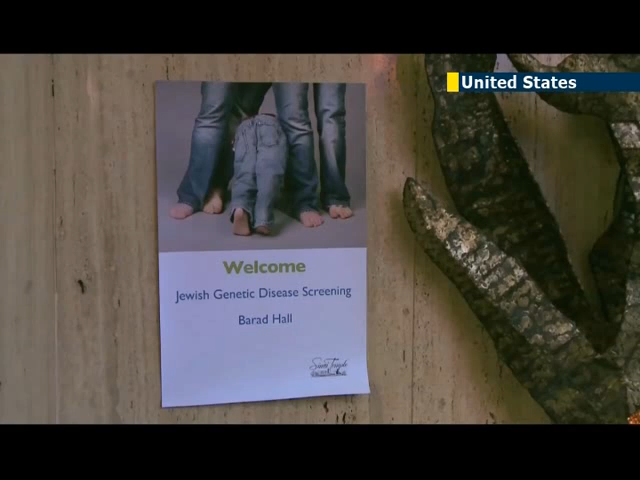 United States
Welcome
Jewish Genetic Disease Screening
Barad Hall